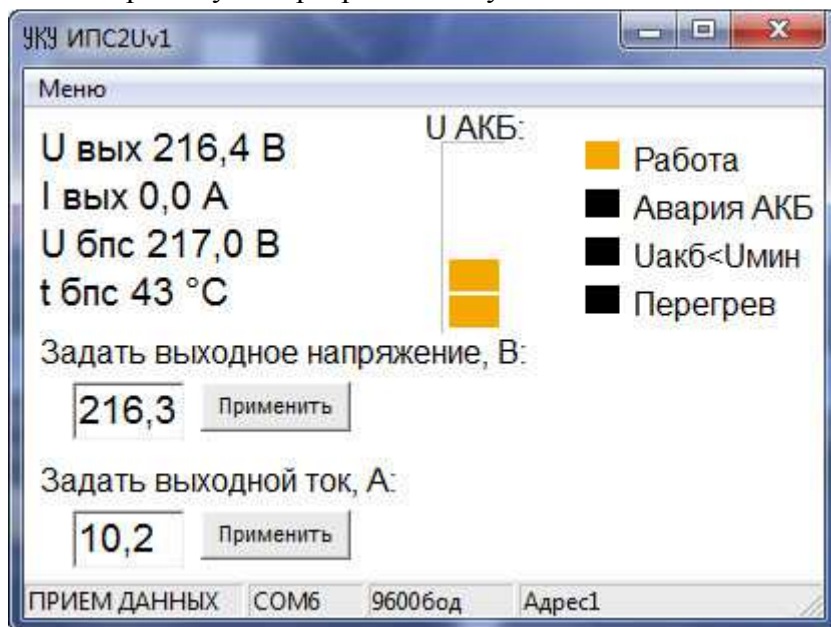 УКУ ИПС2Uv1
Меню
U вых 216,4 В
I вых 0,0 А
U бпс 217,0 В
t бпс 43 °C
U АКБ:
Работа
Авария АКБ
Uакб<Uмин
Перегрев
Задать выходное напряжение, В:
216,3 Применить
Задать выходной ток, А:
10,2 Применить
ПРИЕМ ДАННЫХ COM6 9600бод Адрес1